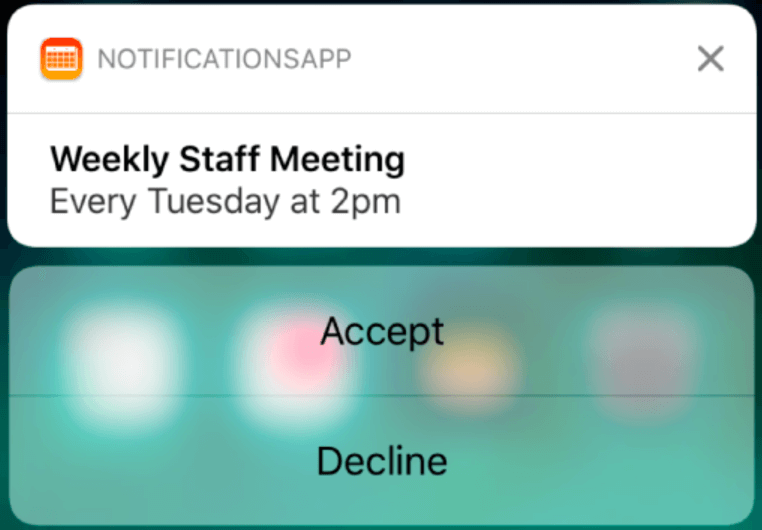 NOTIFICATIONSAPP
Weekly Staff Meeting
Every Tuesday at 2pm
Accept
Decline